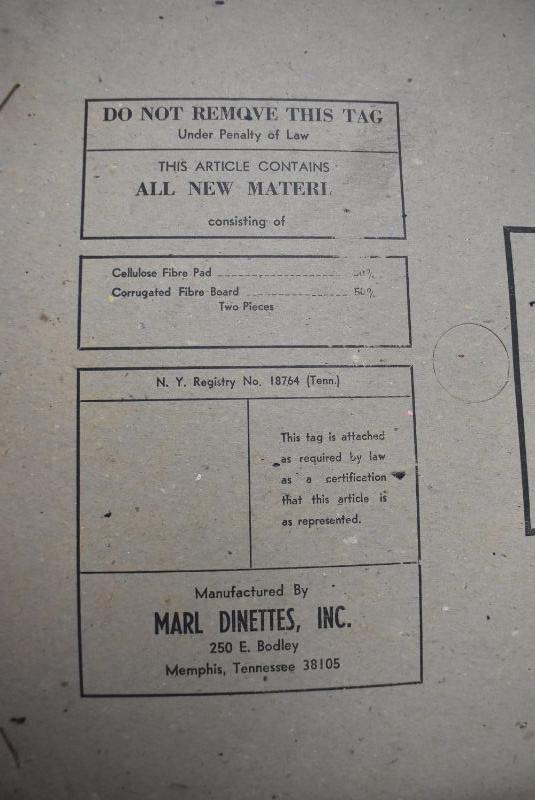 DO NOT REMOVE THIS TAG
Under Penalty of Law
THIS ARTICLE CONTAINS
ALL NEW MATERI
consisting of
Cellulose Fibre Pad 50%
Corrugated Fibre Board 50%
Two Pieces
N. Y. Registry No. 18764 (Tenn.)
This tag is attached
as required by law
as a certification
that this article is
as represented.
Manufactured By
MARL DINETTES, INC.
250 E. Bodley
Memphis, Tennessee 38105